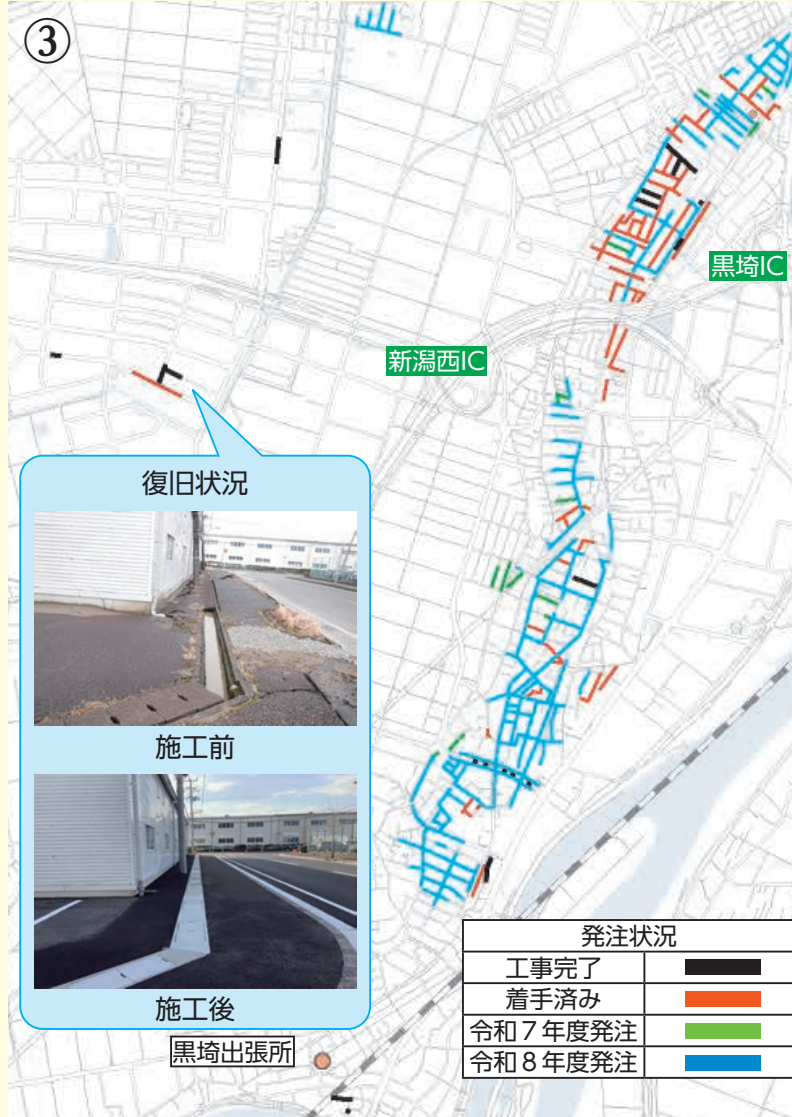 ③
黒埼IC
新潟西IC
復旧状況
施工前
施工後
黒埼出張所
発注状況
工事完了
着手済み
令和7年度発注
令和8年度発注